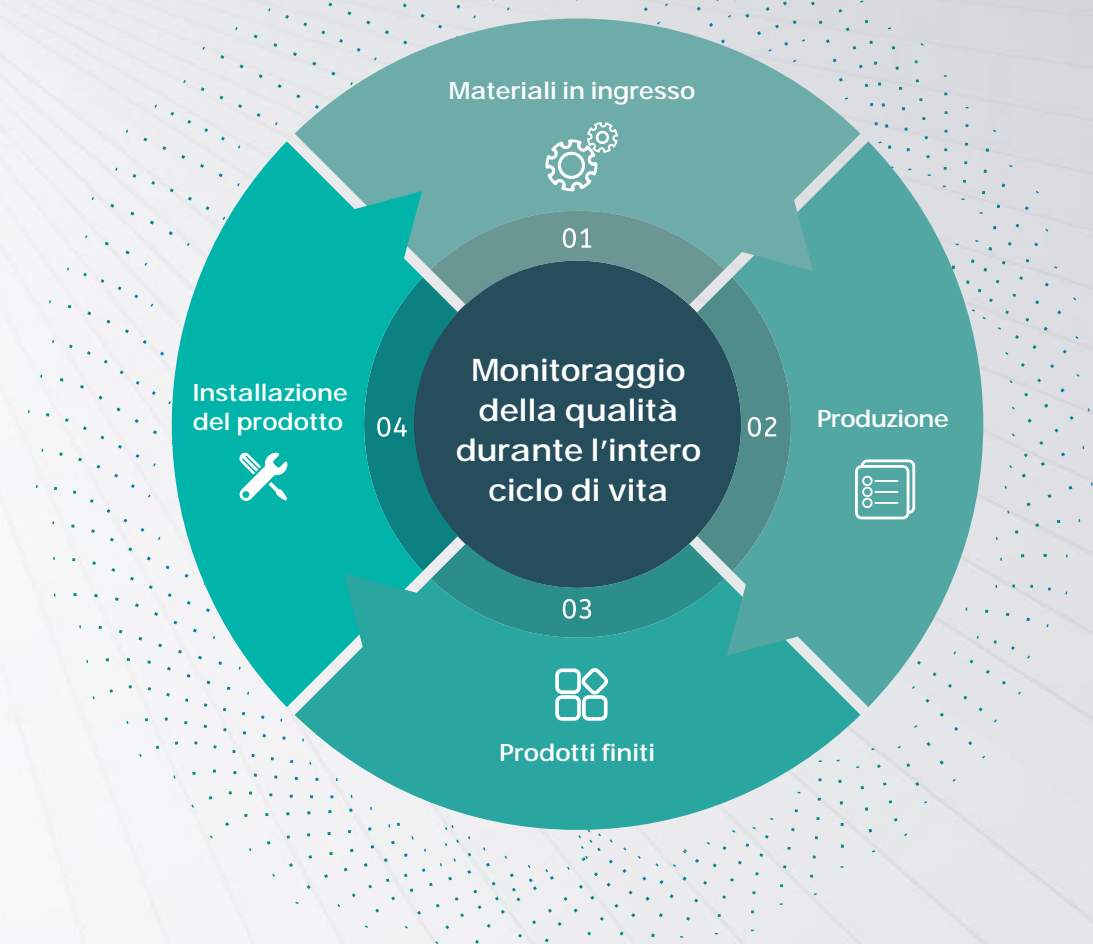 Materiali in ingresso
01
Monitoraggio
della qualità
durante l'intero
ciclo di vita
02
Produzione
03
Prodotti finiti
04
Installazione
del prodotto